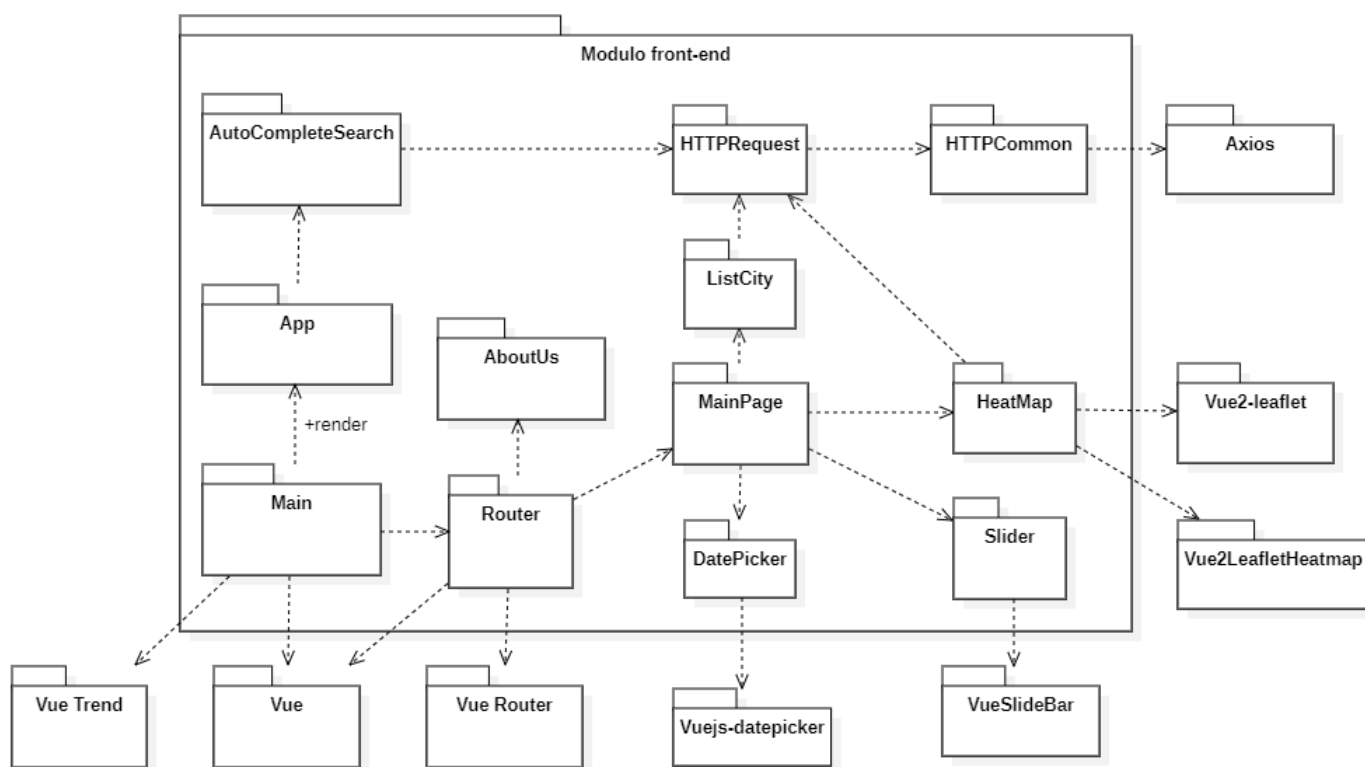 Modulo front-end
AutoCompleteSearch
HTTPRequest
HTTPCommon
Axios
ListCity
App
AboutUs
MainPage
HeatMap
Vue2-leaflet
+render
Main
Router
DatePicker
Slider
Vue2LeafletHeatmap
Vue Trend
Vue
Vue Router
Vuejs-datepicker
VueSlideBar